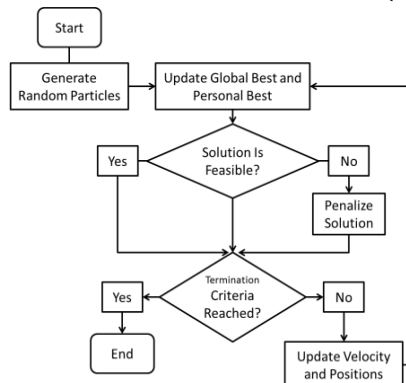 Start
Generate
Random Particles
Update Global Best and
Personal Best
Yes
Solution Is
Feasible?
No
Penalize
Solution
Yes
Termination
Criteria
Reached?
No
End
Update Velocity
and Positions